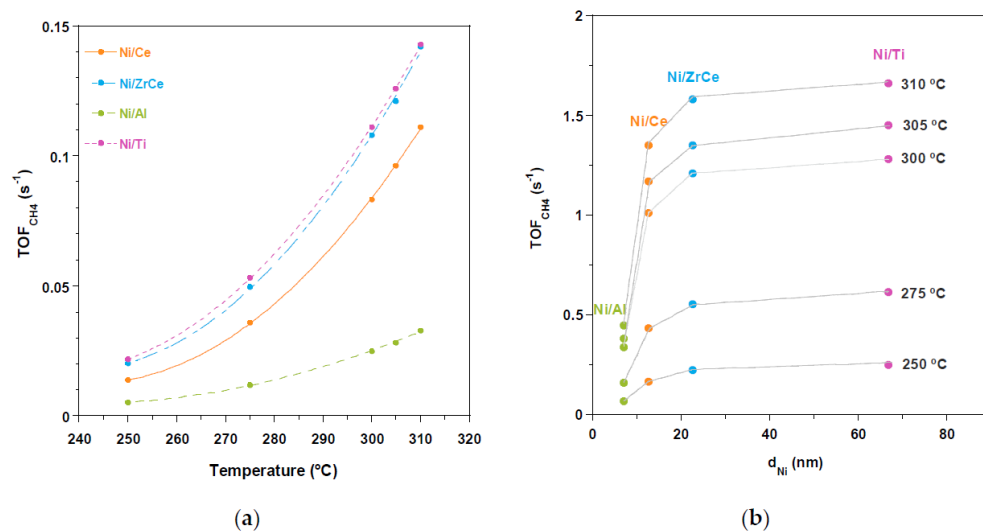 0.15
Ni/Ce
Ni/ZrCe
Ni/Al
Ni/Ti
0.1
0.05
0
TOF_CH4 (s⁻¹)
240 250 260 270 280 290 300 310 320
Temperature (ºC)
(a)
2
1.5
1
0.5
0
TOF_CH4 (s⁻¹)
Ni/Ti
Ni/ZrCe
310 ºC
Ni/Ce
305 ºC
300 ºC
275 ºC
Ni/Al
250 ºC
0 20 40 60 80
d_Ni (nm)
(b)